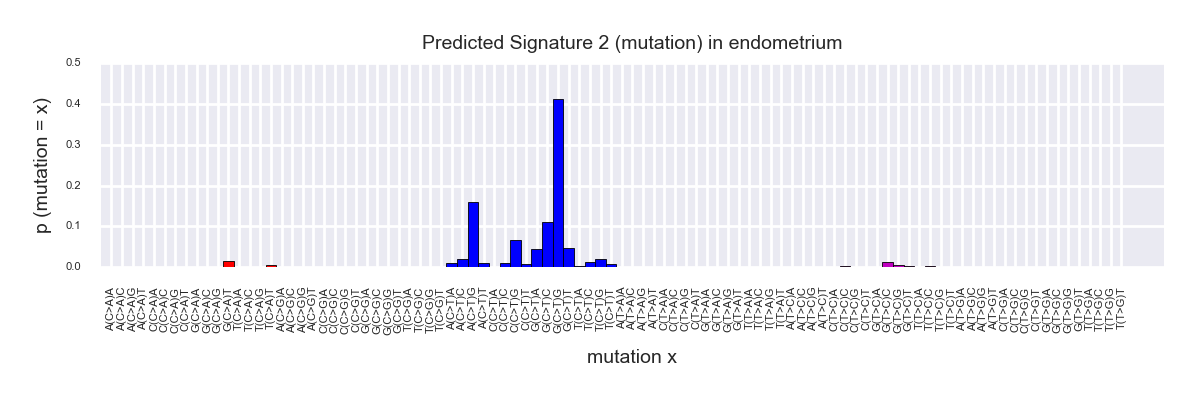 Predicted Signature 2 (mutation) in endometrium
p (mutation = x)
0.5
0.4
0.3
0.2
0.1
0.0
A(C>A)A
A(C>A)C
A(C>A)G
A(C>A)T
C(C>A)A
C(C>A)C
C(C>A)G
C(C>A)T
G(C>A)A
G(C>A)C
G(C>A)G
G(C>A)T
T(C>A)A
T(C>A)C
T(C>A)G
T(C>A)T
A(C>G)A
A(C>G)C
A(C>G)G
A(C>G)T
C(C>G)A
C(C>G)C
C(C>G)G
C(C>G)T
G(C>G)A
G(C>G)C
G(C>G)G
G(C>G)T
T(C>G)A
T(C>G)C
T(C>G)G
T(C>G)T
A(C>T)A
A(C>T)C
A(C>T)G
A(C>T)T
C(C>T)A
C(C>T)C
C(C>T)G
C(C>T)T
G(C>T)A
G(C>T)C
G(C>T)G
G(C>T)T
T(C>T)A
T(C>T)C
T(C>T)G
T(C>T)T
A(T>A)A
A(T>A)C
A(T>A)G
A(T>A)T
C(T>A)A
C(T>A)C
C(T>A)G
C(T>A)T
G(T>A)A
G(T>A)C
G(T>A)G
G(T>A)T
T(T>A)A
T(T>A)C
T(T>A)G
T(T>A)T
A(T>C)A
A(T>C)C
A(T>C)G
A(T>C)T
C(T>C)A
C(T>C)C
C(T>C)G
C(T>C)T
G(T>C)A
G(T>C)C
G(T>C)G
G(T>C)T
T(T>C)A
T(T>C)C
T(T>C)G
T(T>C)T
A(T>G)A
A(T>G)C
A(T>G)G
A(T>G)T
C(T>G)A
C(T>G)C
C(T>G)G
C(T>G)T
G(T>G)A
G(T>G)C
G(T>G)G
G(T>G)T
T(T>G)A
T(T>G)C
T(T>G)G
T(T>G)T
mutation x